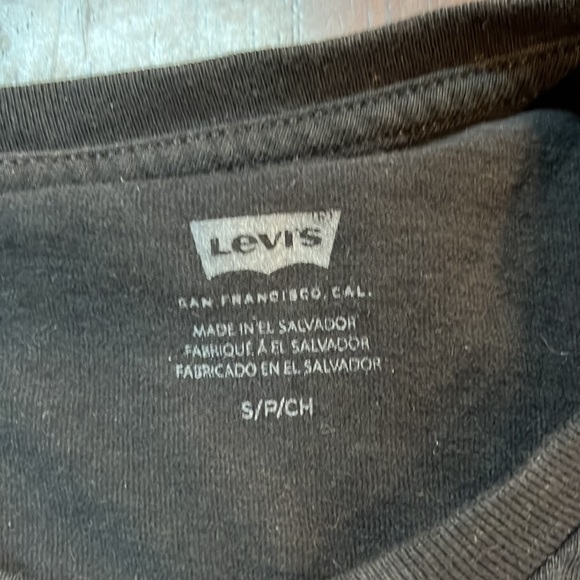 LEVI'S
SAN FRANCISCO, CAL.
MADE IN EL SALVADOR
FABRIQUÉ À EL SALVADOR
FABRICADO EN EL SALVADOR
S/P/CH